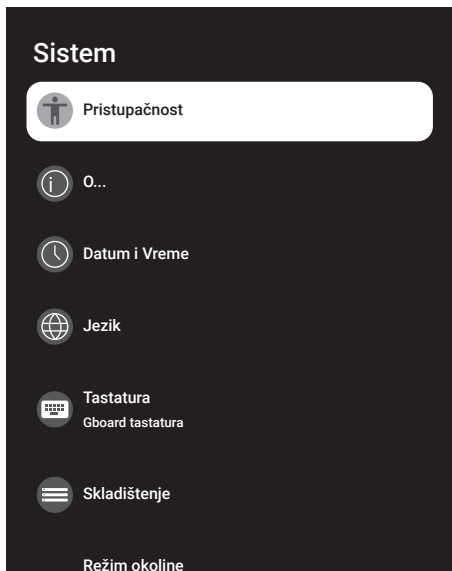 Sistem
Pristupačnost
O...
Datum i Vreme
Jezik
Tastatura
Gboard tastatura
Skladištenje
Režim okoline